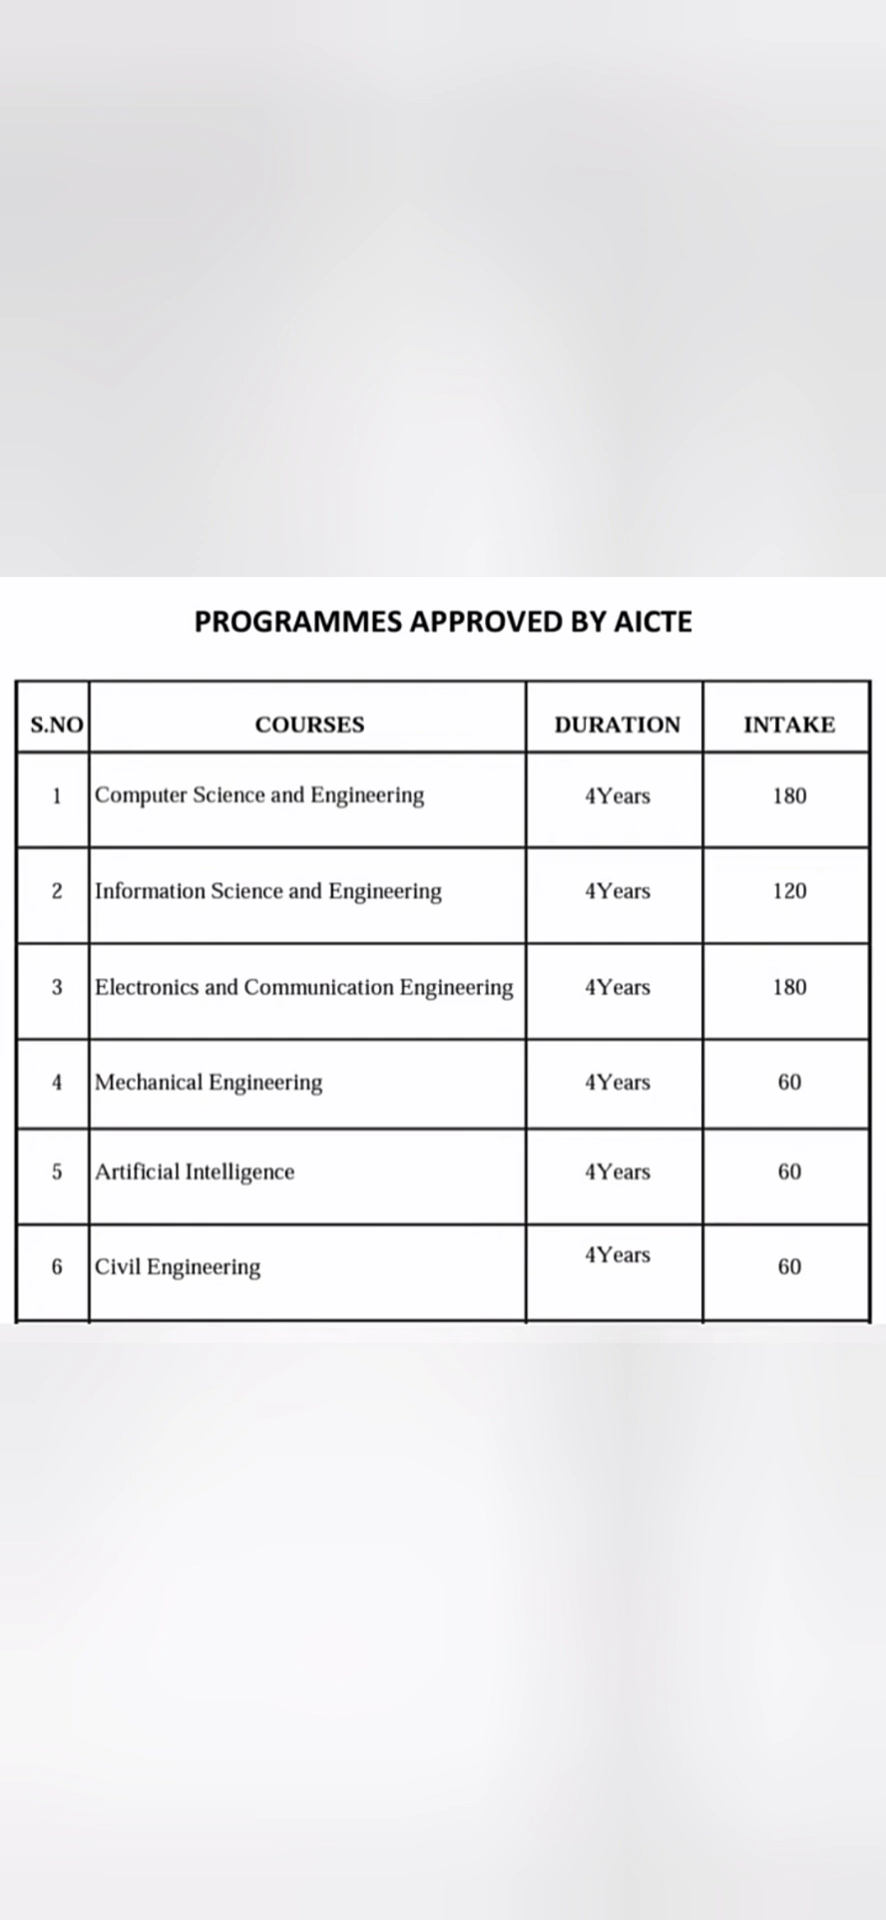 PROGRAMMES APPROVED BY AICTE
S.NO COURSES DURATION INTAKE
1 Computer Science and Engineering 4Years 180
2 Information Science and Engineering 4Years 120
3 Electronics and Communication Engineering 4Years 180
4 Mechanical Engineering 4Years 60
5 Artificial Intelligence 4Years 60
6 Civil Engineering 4Years 60